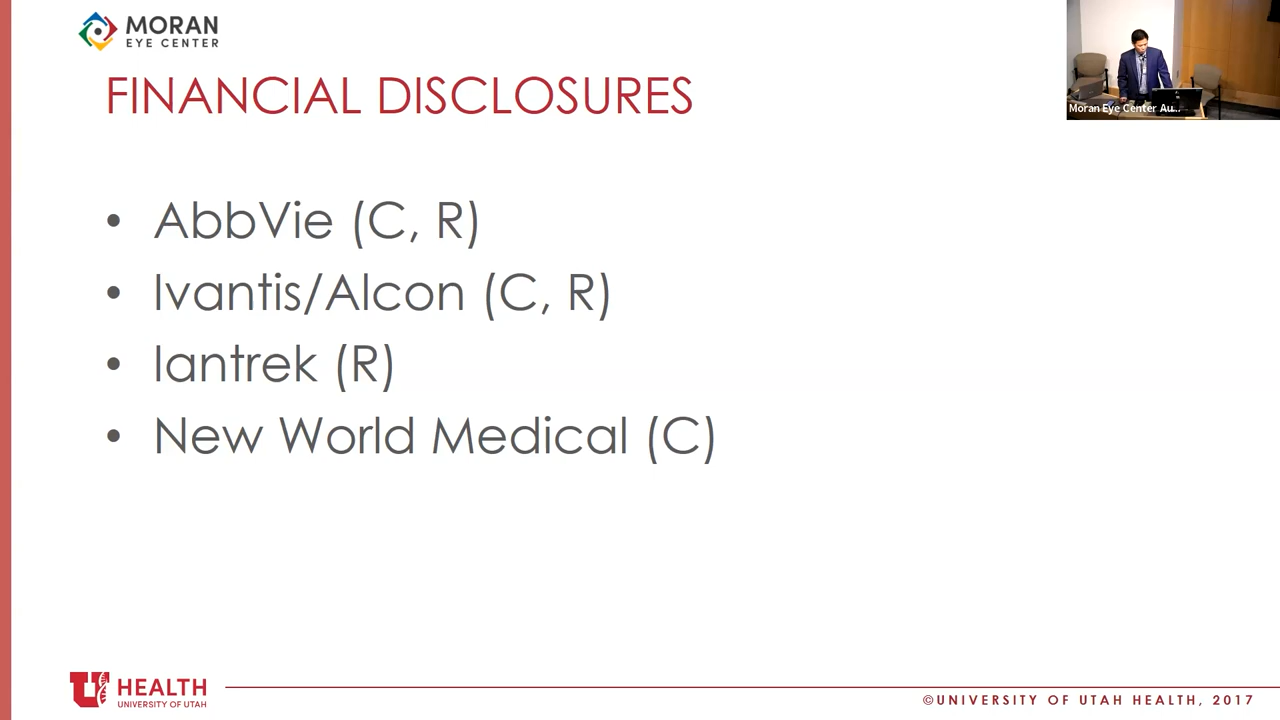 MORAN
EYE CENTER
FINANCIAL DISCLOSURES
Moran Eye Center Au...
• AbbVie (C, R)
• Ivantis/Alcon (C, R)
• Iantrek (R)
• New World Medical (C)
U HEALTH
UNIVERSITY OF UTAH
©UNIVERSITY OF UTAH HEALTH, 2017